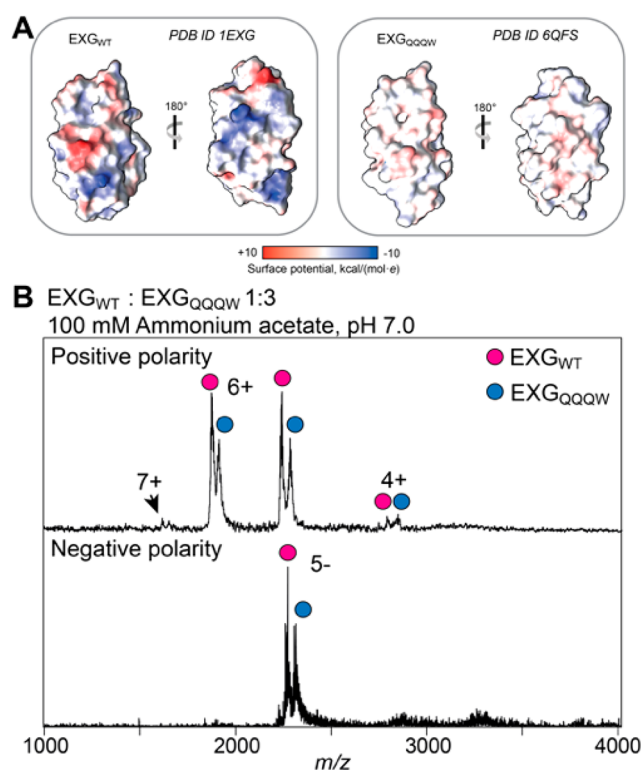 A
EXGWT PDB ID 1EXG
180°
EXGQQQW PDB ID 6QFS
180°
+10 -10
Surface potential, kcal/(mol·e)
B EXGWT : EXGQQQW 1:3
100 mM Ammonium acetate, pH 7.0
Positive polarity
EXGWT
EXGQQQW
6+
7+
4+
Negative polarity
5-
1000 2000 3000 4000
m/z